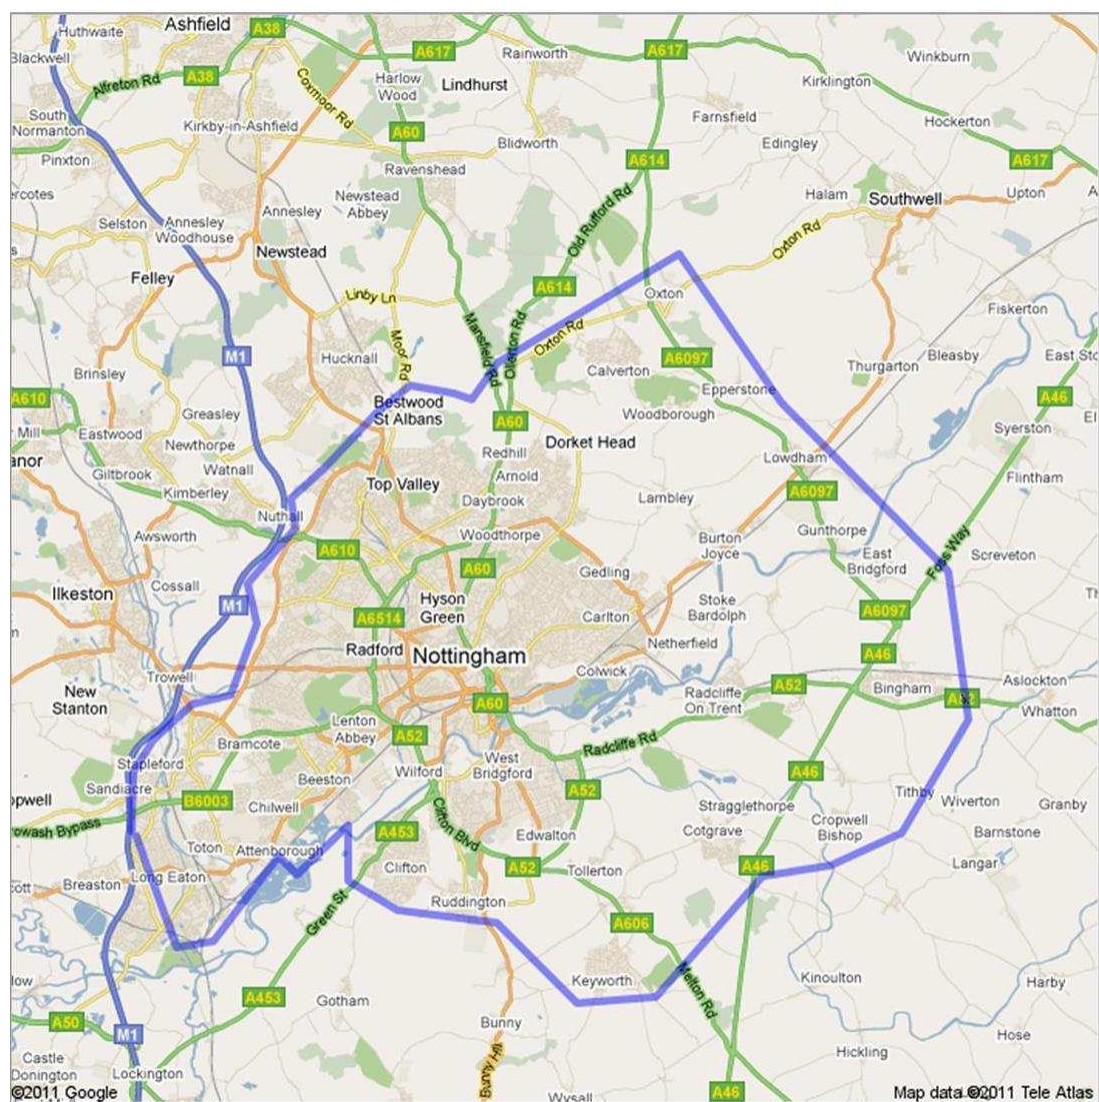 Huthwaite
Ashfield
A38
A617
Rainworth
A617
Winkburn
Blackwell
Alfreton Rd
A38
Coxmoor Rd
Harlow
Wood
Lindhurst
Kirklington
South
Normanton
Kirkby-in-Ashfield
A60
Farnsfield
Hockerton
Pinxton
Blidworth
Edingley
A617
Ravenshead
A614
Newstead
Abbey
Halam
Southwell
Upton
Selston
Annesley
Woodhouse
Annesley
Old Rufford Rd
Oxton Rd
Newstead
Felley
A614
Oxton
Linby Ln
Fiskerton
Mansfield Rd
Ollerton Rd
Oxton Rd
Moor Rd
M1
Hucknall
A6097
Bleasby
Brinsley
Calverton
Thurgarton
A610
Epperstone
A46
Greasley
Bestwood
St Albans
A60
Woodborough
Syerston
Mill
Eastwood
Newthorpe
Redhill
Dorket Head
Lowdham
Giltbrook
Watnall
Top Valley
Arnold
A6097
Flintham
Kimberley
Daybrook
Lambley
Nuthall
Awsworth
A610
Woodthorpe
Burton
Joyce
Gunthorpe
East
Bridgford
Foss Way
Screveton
A60
Gedling
Cossall
Ilkeston
M1
A6514
Hyson
Green
Carlton
Stoke
Bardolph
A6097
Radford
Nottingham
Netherfield
A46
Trowell
Colwick
A52
Bingham
Aslockton
New
Stanton
A60
Radcliffe
On Trent
A52
Whatton
Lenton
Abbey
A52
Bramcote
Radcliffe Rd
Stapleford
Beeston
Wilford
West
Bridgford
A46
Sandiacre
B6003
Chilwell
A52
Tithby
Wiverton
Granby
Stragglethorpe
Clifton Blvd
A453
Edwalton
Cotgrave
Cropwell
Bishop
Barnstone
Toton
Attenborough
Clifton
A52
Tollerton
A46
Langar
Breaston
Long Eaton
Green St
Ruddington
A606
Keyworth
Melton Rd
Kinoulton
Harby
A453
Gotham
A50
M1
Bunny
Hose
Castle
Donington
Lockington
Bunny Hill
Hickling
A46
Wysall
©2011 Google
Map data ©2011 Tele Atlas